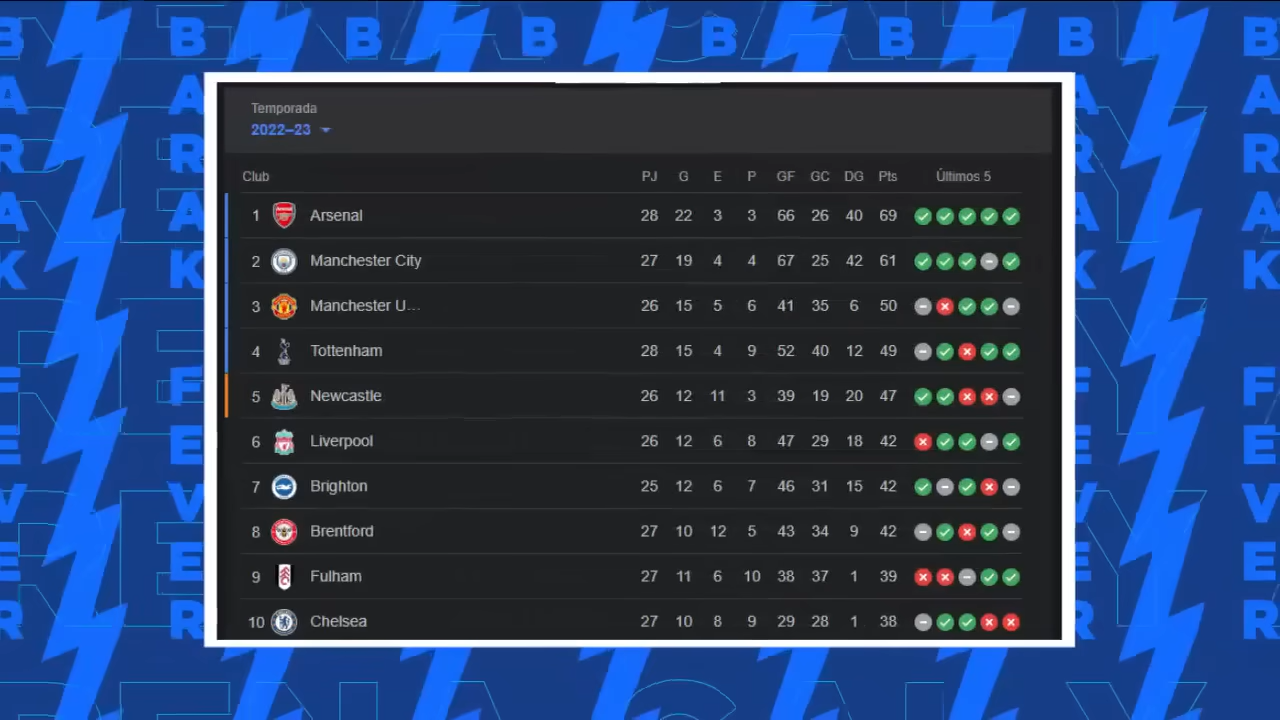 Temporada
2022–23
Club PJ G E P GF GC DG Pts Últimos 5
1 Arsenal 28 22 3 3 66 26 40 69
2 Manchester City 27 19 4 4 67 25 42 61
3 Manchester U... 26 15 5 6 41 35 6 50
4 Tottenham 28 15 4 9 52 40 12 49
5 Newcastle 26 12 11 3 39 19 20 47
6 Liverpool 26 12 6 8 47 29 18 42
7 Brighton 25 12 6 7 46 31 15 42
8 Brentford 27 10 12 5 43 34 9 42
9 Fulham 27 11 6 10 38 37 1 39
10 Chelsea 27 10 8 9 29 28 1 38
B B B B B B B B
BARAK FEVER
BARAK FEVER